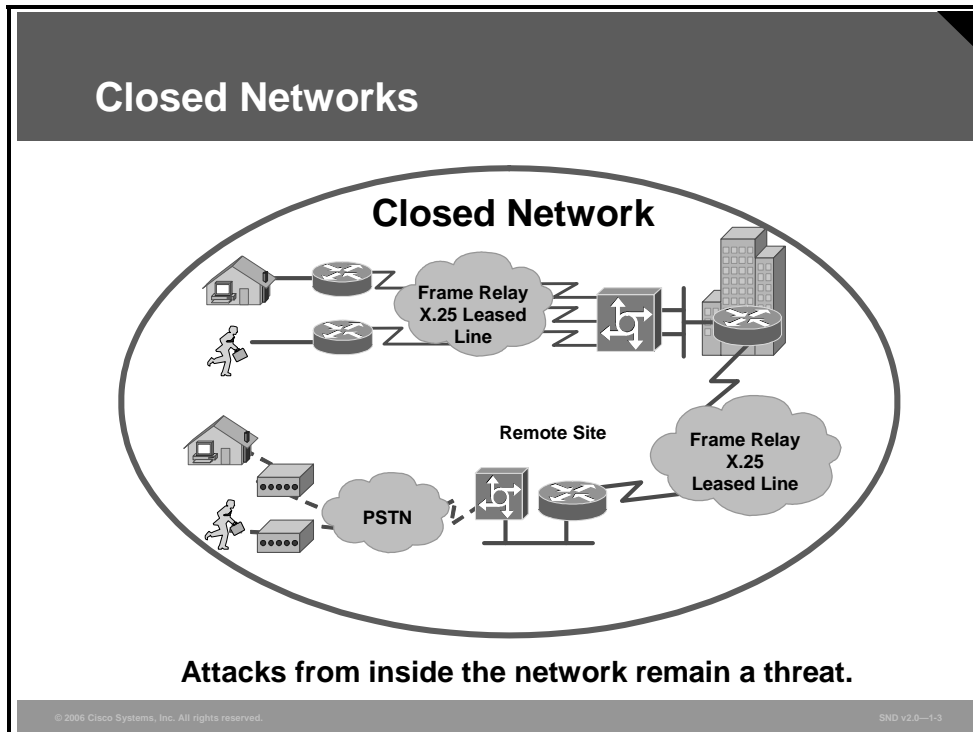 Closed Networks
Closed Network
Frame Relay
X.25 Leased
Line
Remote Site
Frame Relay
X.25
Leased Line
PSTN
Attacks from inside the network remain a threat.
© 2006 Cisco Systems, Inc. All rights reserved.
SND v2.0—1-3